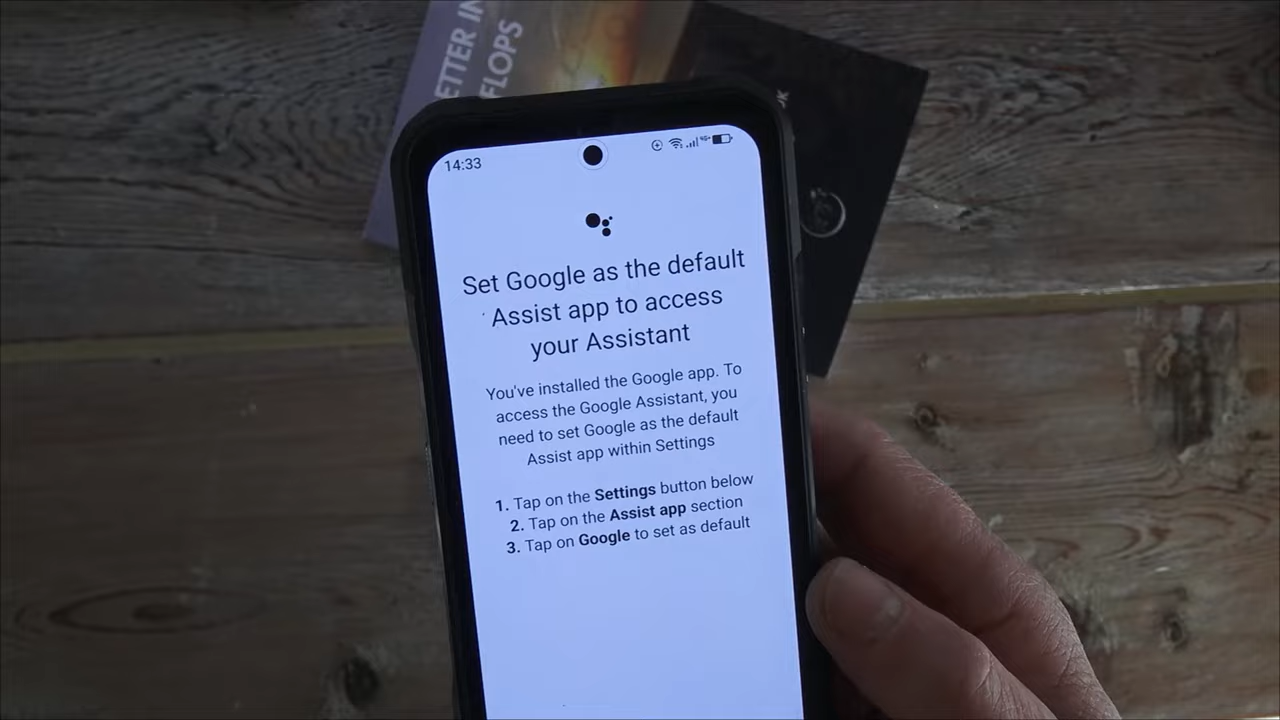 ETTER IN
FLOPS
14:33
Set Google as the default
Assist app to access
your Assistant
You've installed the Google app. To
access the Google Assistant, you
need to set Google as the default
Assist app within Settings
1. Tap on the Settings button below
2. Tap on the Assist app section
3. Tap on Google to set as default